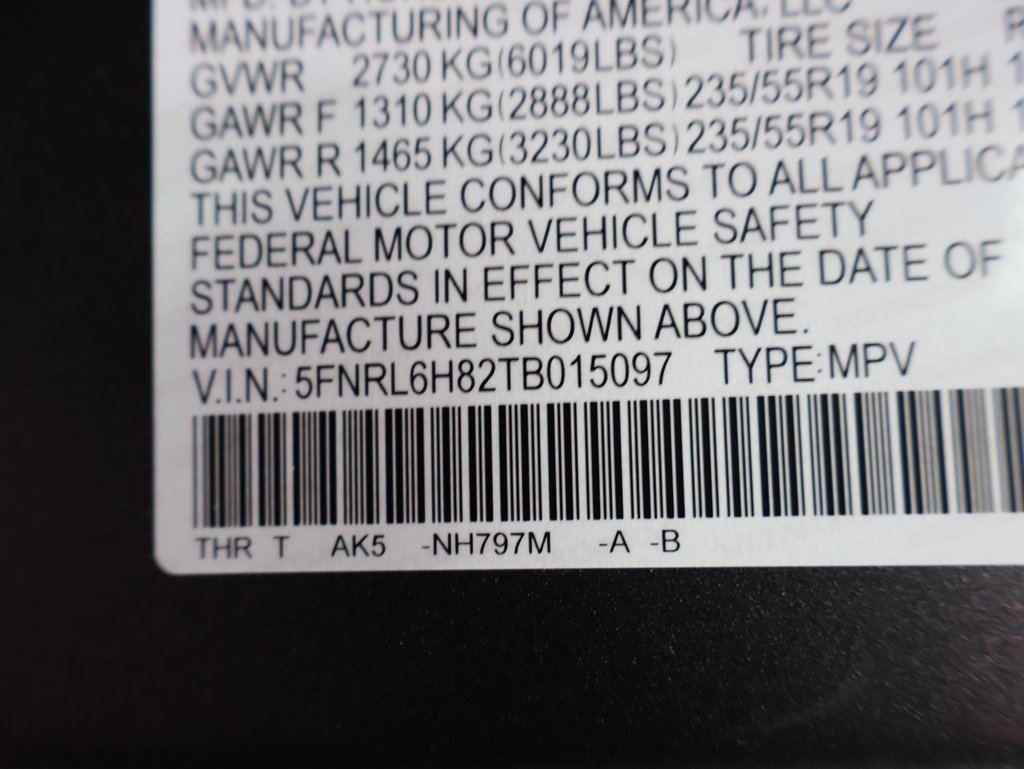 MANUFACTURING OF AMERICA, LLC
GVWR 2730 KG(6019LBS) TIRE SIZE
GAWR F 1310 KG(2888LBS) 235/55R19 101H
GAWR R 1465 KG(3230LBS) 235/55R19 101H
THIS VEHICLE CONFORMS TO ALL APPLICA
FEDERAL MOTOR VEHICLE SAFETY
STANDARDS IN EFFECT ON THE DATE OF
MANUFACTURE SHOWN ABOVE.
V.I.N.: 5FNRL6H82TB015097 TYPE:MPV
THR T AK5 -NH797M -A -B